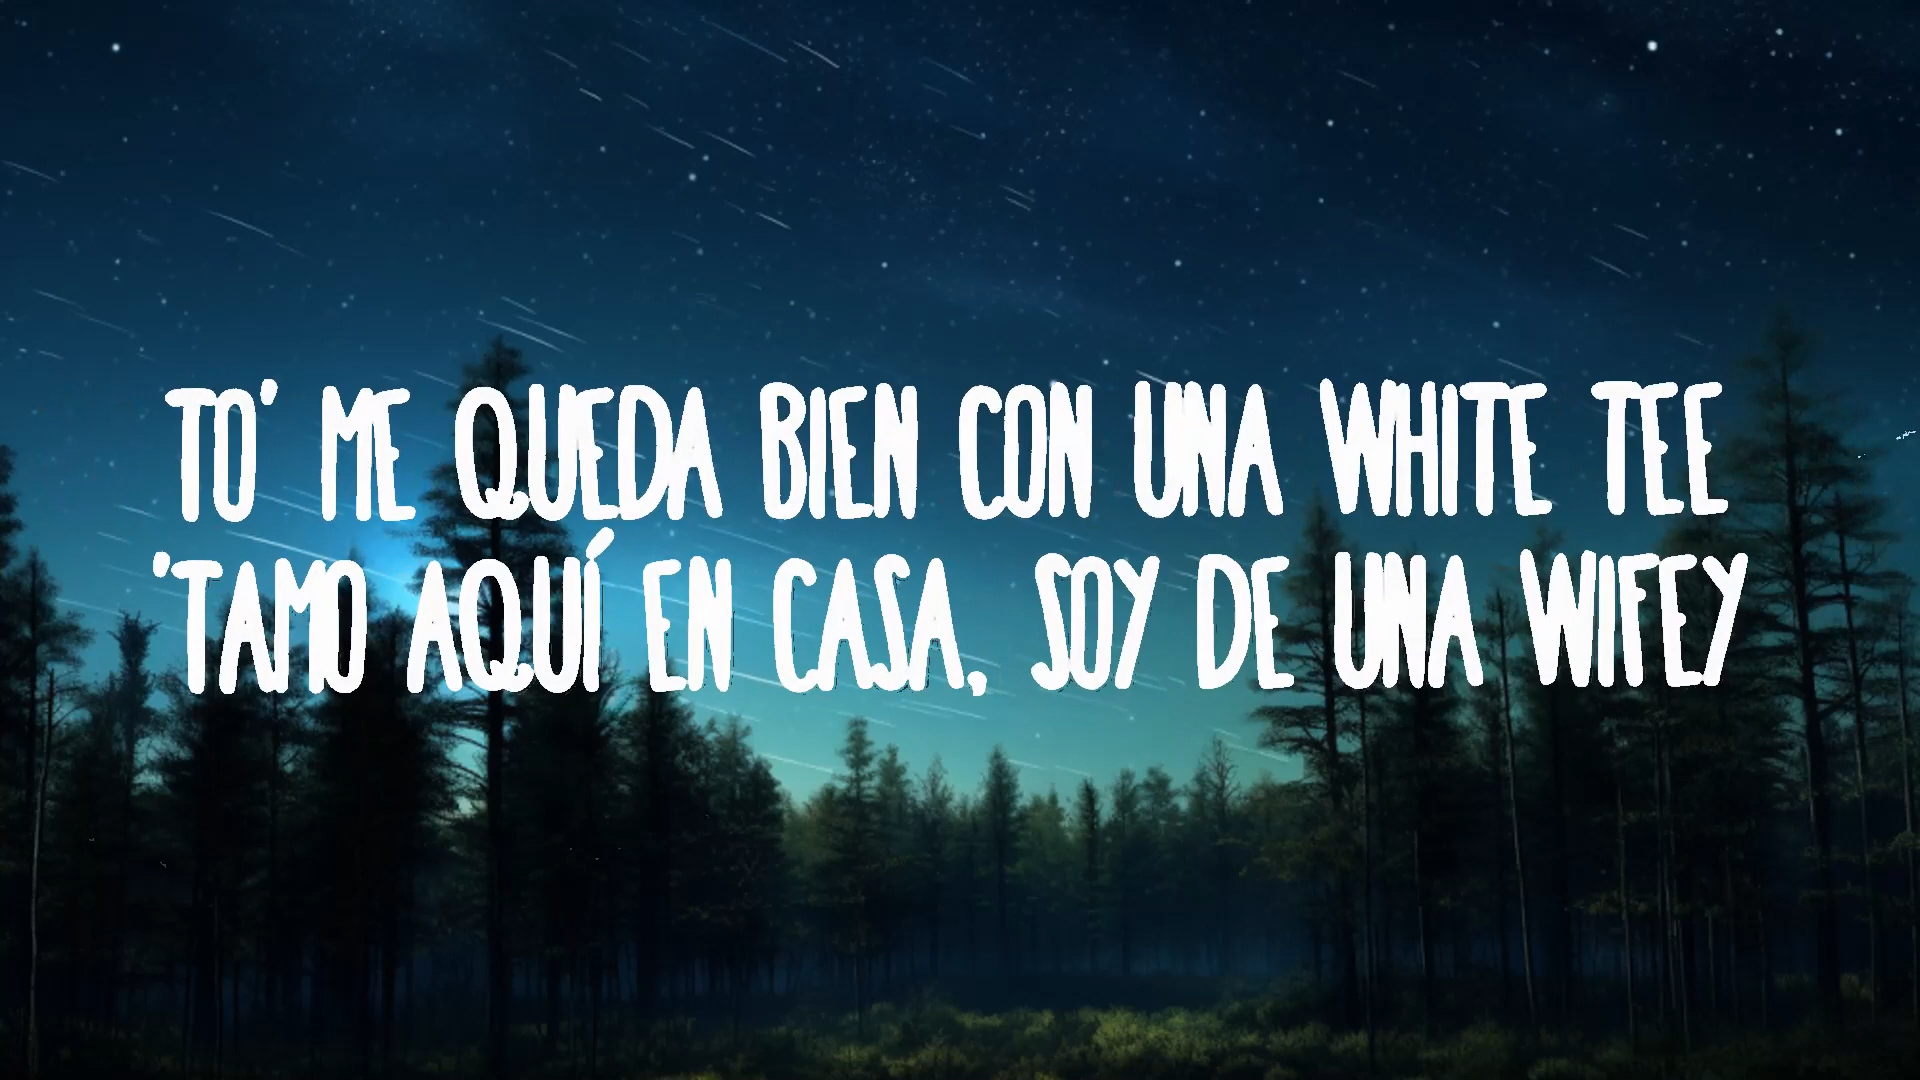 TO' ME QUEDA BIEN CON UNA WHITE TEE
'TAMO AQUÍ EN CASA, SOY DE UNA WIFEY